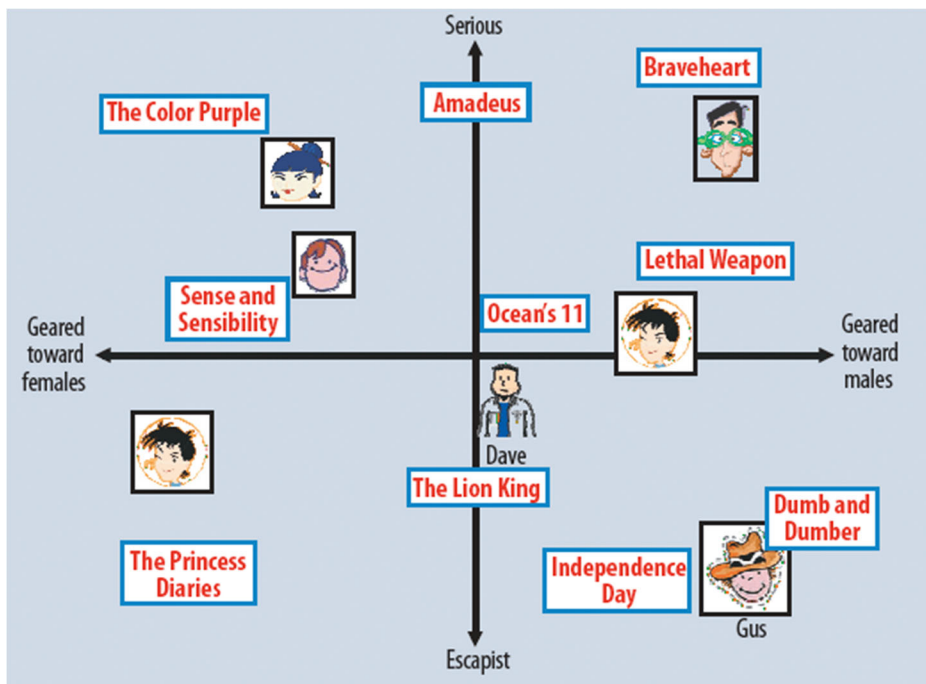 Serious
Braveheart
The Color Purple
Amadeus
Lethal Weapon
Sense and
Sensibility
Ocean's 11
Geared
toward
females
Geared
toward
males
Dave
The Lion King
Dumb and
Dumber
The Princess
Diaries
Independence
Day
Gus
Escapist